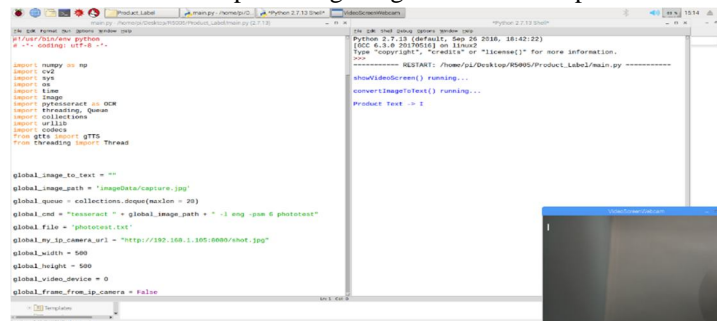 Product_Label
main.py - /home/pi/D...
*Python 2.7.13 Shell*
VideoScreenWebcam
15:14
main.py - /home/pi/Desktop/R5005/Product_Label/main.py (2.7.13)
*Python 2.7.13 Shell*
File Edit Format Run Options Window Help
File Edit Shell Debug Options Window Help
#!/usr/bin/env python
# -*- coding: utf-8 -*-
import numpy as np
import cv2
import sys
import os
import time
import Image
import pytesseract as OCR
import threading, Queue
import collections
import urllib
import codecs
from gtts import gTTS
from threading import Thread
global_image_to_text = ""
global_image_path = 'imageData/capture.jpg'
global_queue = collections.deque(maxlen = 20)
global_cmd = "tesseract " + global_image_path + " -l eng -psm 6 phototest"
global_file = 'phototest.txt'
global_my_ip_camera_url = "http://192.168.1.105:8080/shot.jpg"
global_width = 500
global_height = 500
global_video_device = 0
global_frame_from_ip_camera = False
Python 2.7.13 (default, Sep 26 2018, 18:42:22)
[GCC 6.3.0 20170516] on linux2
Type "copyright", "credits" or "license()" for more information.
>>>
=========== RESTART: /home/pi/Desktop/R5005/Product_Label/main.py ===========
showVideoScreen() running...
convertImageToText() running...
Product Text -> I
VideoScreenWebcam
Templates